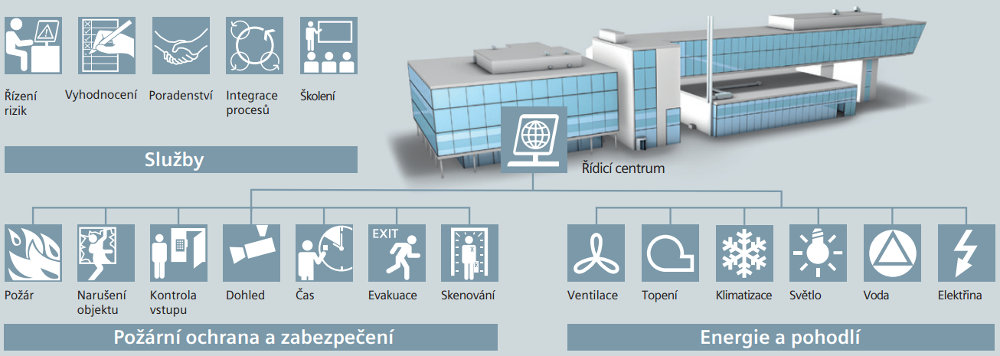 Řízení
rizik
Vyhodnocení
Poradenství
Integrace
procesů
Školení
Služby
Řídicí centrum
EXIT
Požár
Narušení
objektu
Kontrola
vstupu
Dohled
Čas
Evakuace
Skenování
Ventilace
Topení
Klimatizace
Světlo
Voda
Elektřina
Požární ochrana a zabezpečení
Energie a pohodlí